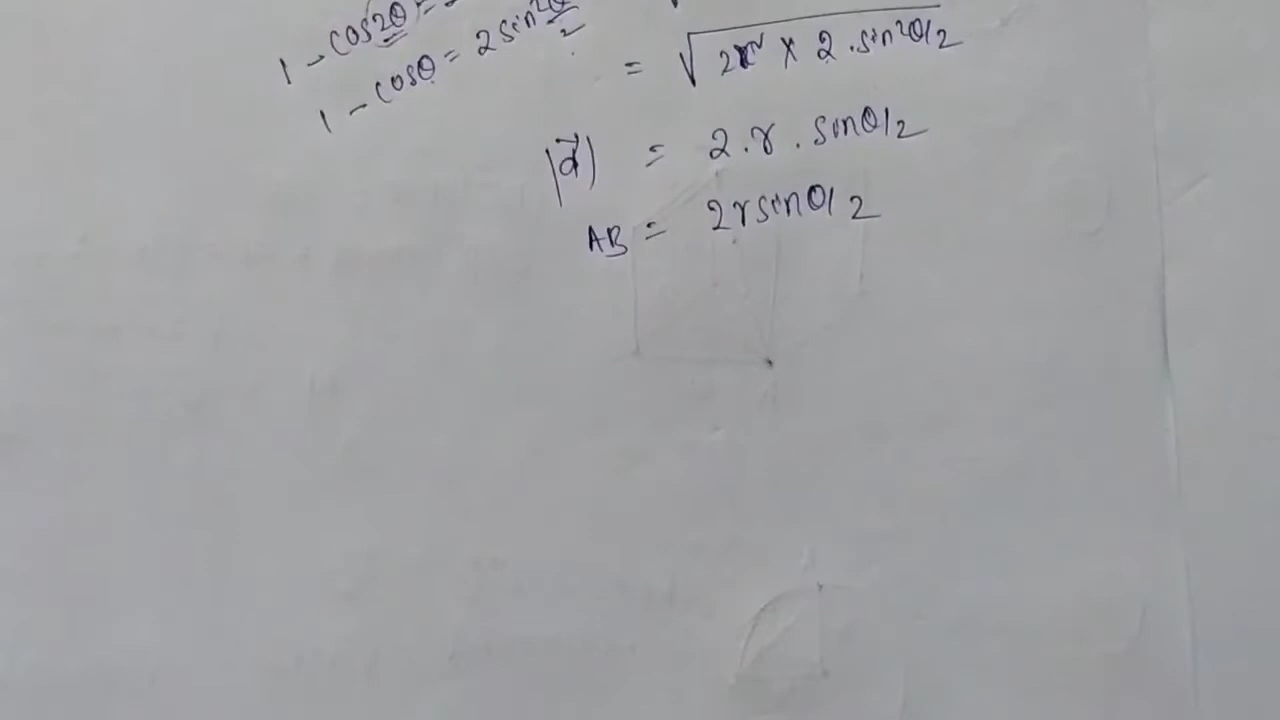 1 - cos2θ =
1 - cosθ = 2 sin²θ/2
= √2r² × 2 . sin²θ/2
|d⃗| = 2 . r . sinθ/2
AB = 2r sinθ/2